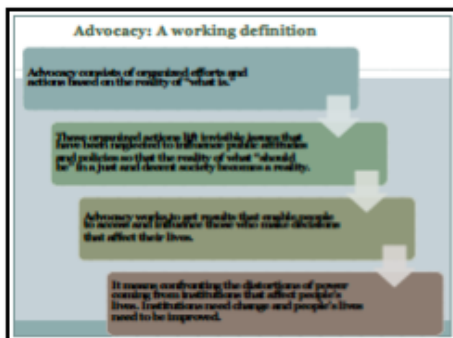 Advocacy: A working definition
Advocacy consists of organized efforts and
actions based on the reality of "what is."
These organized actions lift invisible issues that
have been neglected to influence public attitudes
and policies so that the reality of what "should
be" in a just and decent society becomes a reality.
Advocacy works to get results that enable people
to access and influence those who make decisions
that affect their lives.
It means confronting the distortions of power
coming from institutions that affect people's
lives. Institutions need change and people's lives
need to be improved.